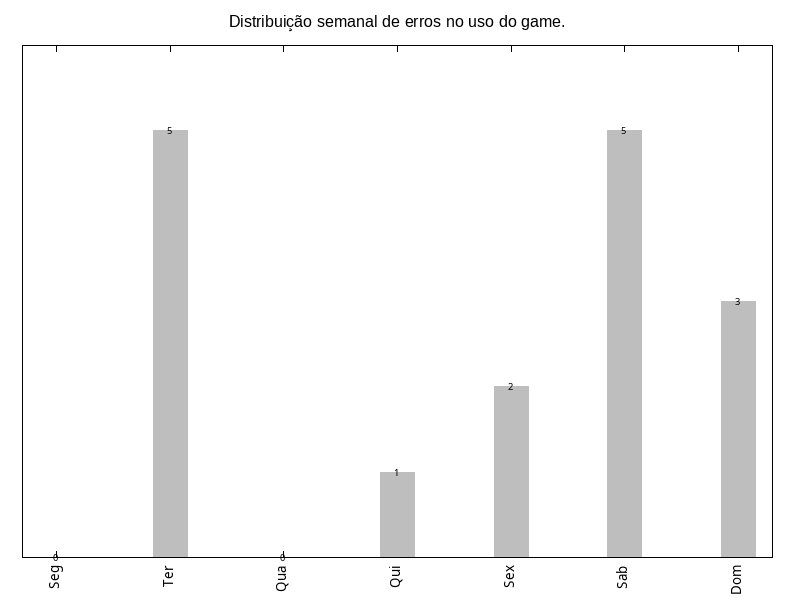 Distribuição semanal de erros no uso do game.
5
5
3
2
1
0
0
Seg
Ter
Qua
Qui
Sex
Sab
Dom